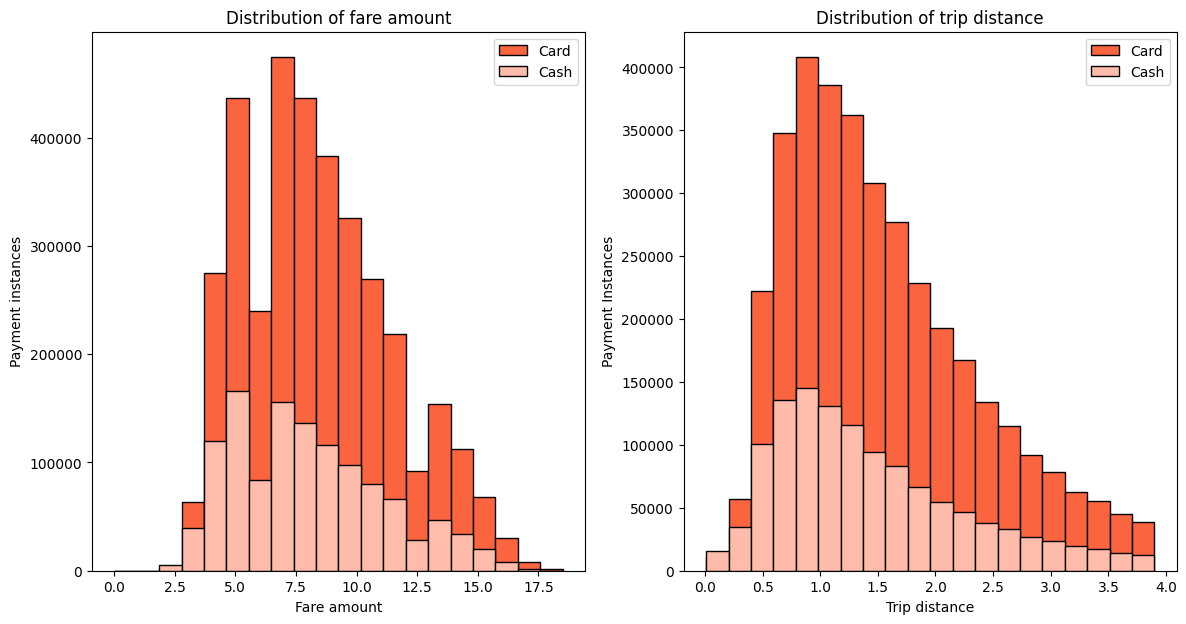 Distribution of fare amount
Card
Cash
400000
300000
200000
100000
0
Payment instances
0.0 2.5 5.0 7.5 10.0 12.5 15.0 17.5
Fare amount
Distribution of trip distance
Card
Cash
400000
350000
300000
250000
200000
150000
100000
50000
0
Payment Instances
0.0 0.5 1.0 1.5 2.0 2.5 3.0 3.5 4.0
Trip distance